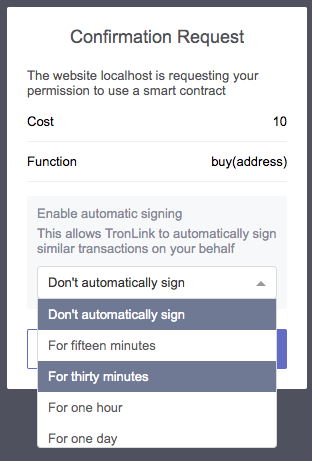 Confirmation Request
The website localhost is requesting your
permission to use a smart contract
Cost 10
Function buy(address)
Enable automatic signing
This allows TronLink to automatically sign
similar transactions on your behalf
Don't automatically sign
Don't automatically sign
For fifteen minutes
For thirty minutes
For one hour
For one day